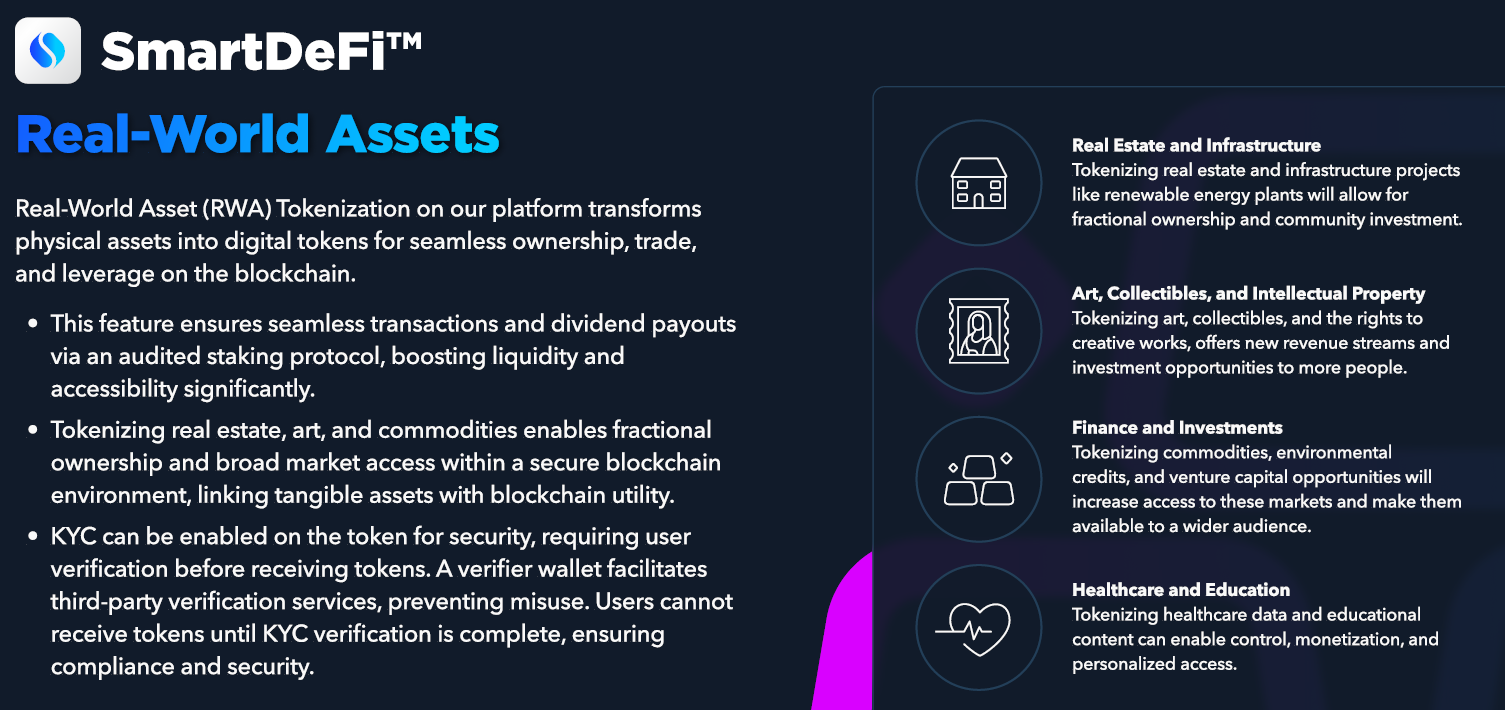 SmartDeFi™
Real-World Assets
Real-World Asset (RWA) Tokenization on our platform transforms
physical assets into digital tokens for seamless ownership, trade,
and leverage on the blockchain.
• This feature ensures seamless transactions and dividend payouts
via an audited staking protocol, boosting liquidity and
accessibility significantly.
• Tokenizing real estate, art, and commodities enables fractional
ownership and broad market access within a secure blockchain
environment, linking tangible assets with blockchain utility.
• KYC can be enabled on the token for security, requiring user
verification before receiving tokens. A verifier wallet facilitates
third-party verification services, preventing misuse. Users cannot
receive tokens until KYC verification is complete, ensuring
compliance and security.
Real Estate and Infrastructure
Tokenizing real estate and infrastructure projects
like renewable energy plants will allow for
fractional ownership and community investment.
Art, Collectibles, and Intellectual Property
Tokenizing art, collectibles, and the rights to
creative works, offers new revenue streams and
investment opportunities to more people.
Finance and Investments
Tokenizing commodities, environmental
credits, and venture capital opportunities will
increase access to these markets and make them
available to a wider audience.
Healthcare and Education
Tokenizing healthcare data and educational
content can enable control, monetization, and
personalized access.